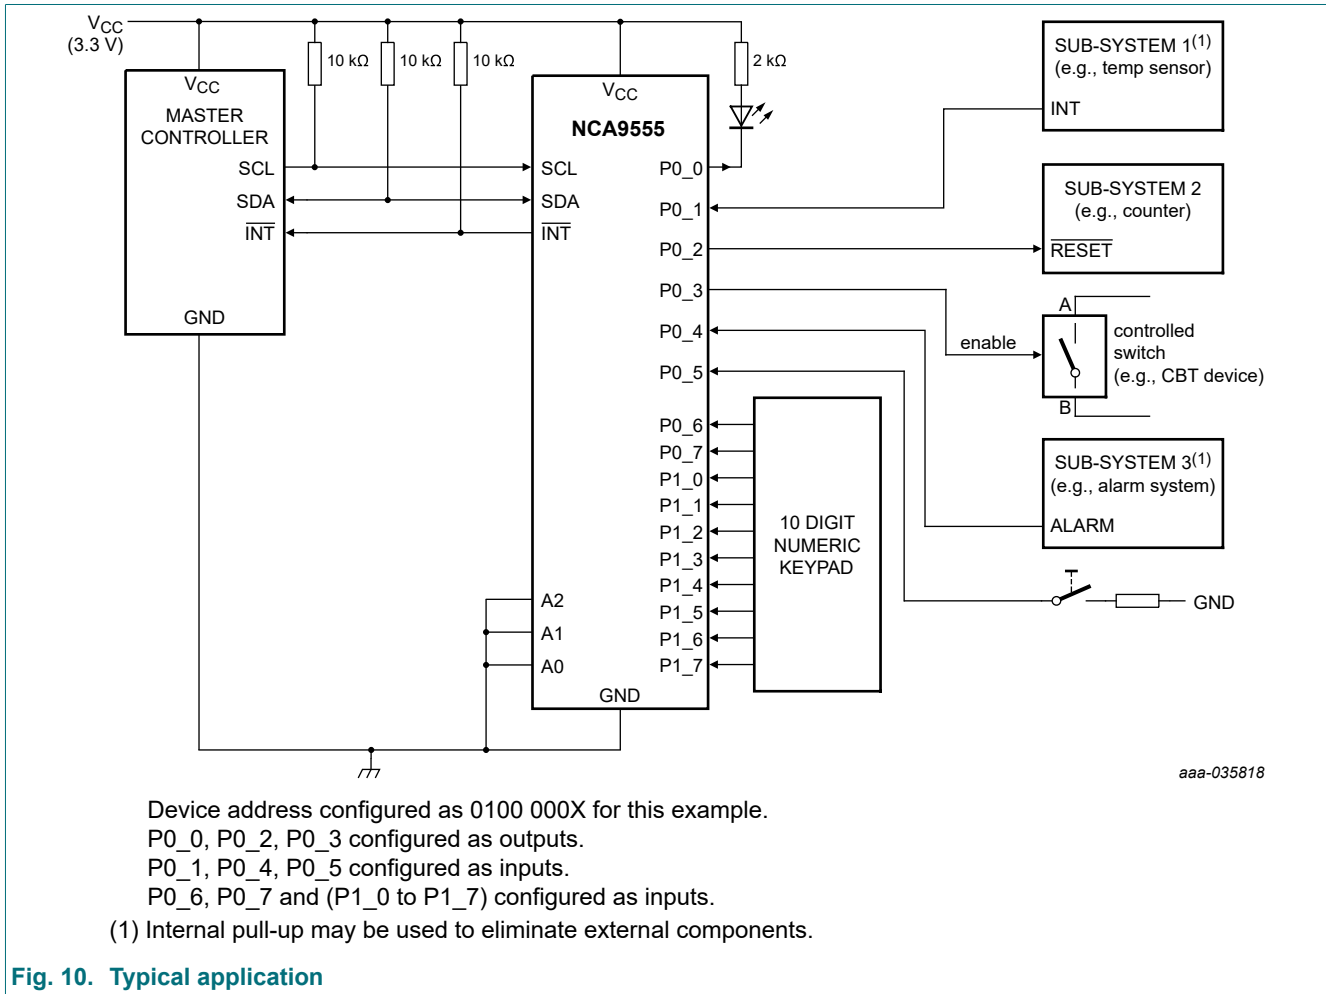 VCC
(3.3 V)
10 kΩ
10 kΩ
10 kΩ
2 kΩ
VCC
MASTER
CONTROLLER
SCL
SDA
INT
GND
VCC
NCA9555
SCL
SDA
INT
A2
A1
A0
GND
P0_0
P0_1
P0_2
P0_3
P0_4
P0_5
P0_6
P0_7
P1_0
P1_1
P1_2
P1_3
P1_4
P1_5
P1_6
P1_7
10 DIGIT
NUMERIC
KEYPAD
SUB-SYSTEM 1(1)
(e.g., temp sensor)
INT
SUB-SYSTEM 2
(e.g., counter)
RESET
enable
A
B
controlled
switch
(e.g., CBT device)
SUB-SYSTEM 3(1)
(e.g., alarm system)
ALARM
GND
aaa-035818
Device address configured as 0100 000X for this example.
P0_0, P0_2, P0_3 configured as outputs.
P0_1, P0_4, P0_5 configured as inputs.
P0_6, P0_7 and (P1_0 to P1_7) configured as inputs.
(1) Internal pull-up may be used to eliminate external components.
Fig. 10. Typical application